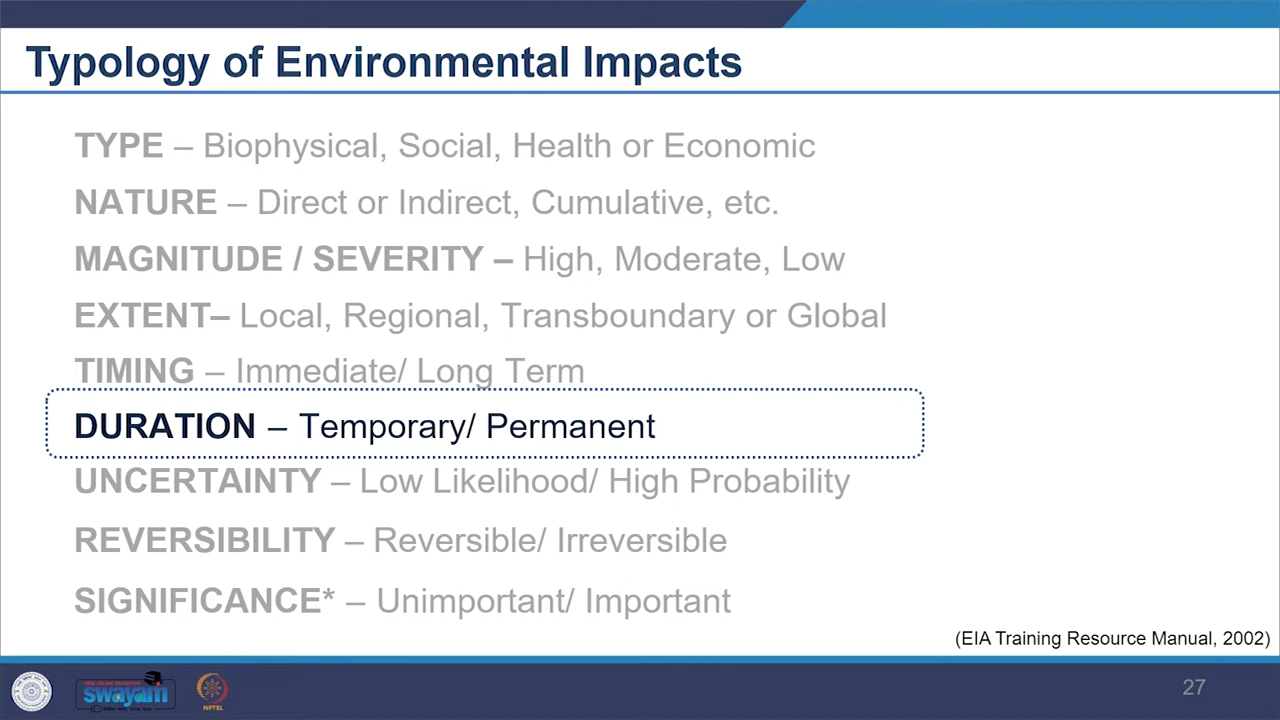 Typology of Environmental Impacts
TYPE – Biophysical, Social, Health or Economic
NATURE – Direct or Indirect, Cumulative, etc.
MAGNITUDE / SEVERITY – High, Moderate, Low
EXTENT– Local, Regional, Transboundary or Global
TIMING – Immediate/ Long Term
DURATION – Temporary/ Permanent
UNCERTAINTY – Low Likelihood/ High Probability
REVERSIBILITY – Reversible/ Irreversible
SIGNIFICANCE* – Unimportant/ Important
(EIA Training Resource Manual, 2002)
swayam
NPTEL
27